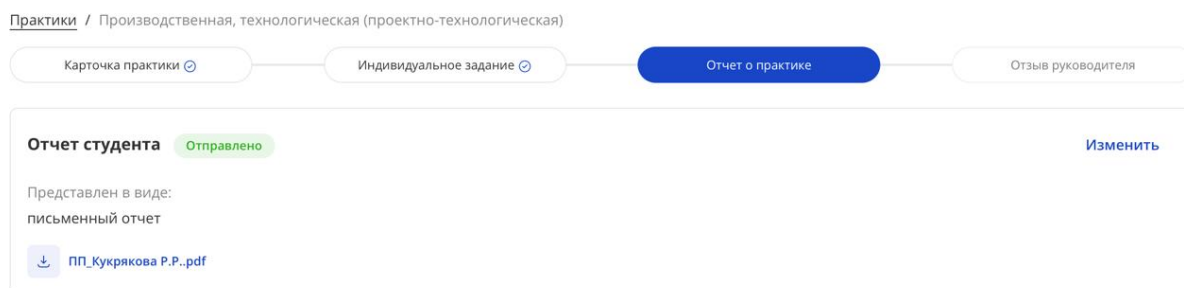 Практики / Производственная, технологическая (проектно-технологическая)
Карточка практики Индивидуальное задание Отчет о практике Отзыв руководителя
Отчет студента Отправлено Изменить
Представлен в виде:
письменный отчет
ПП_Кукрякова Р.Р..pdf